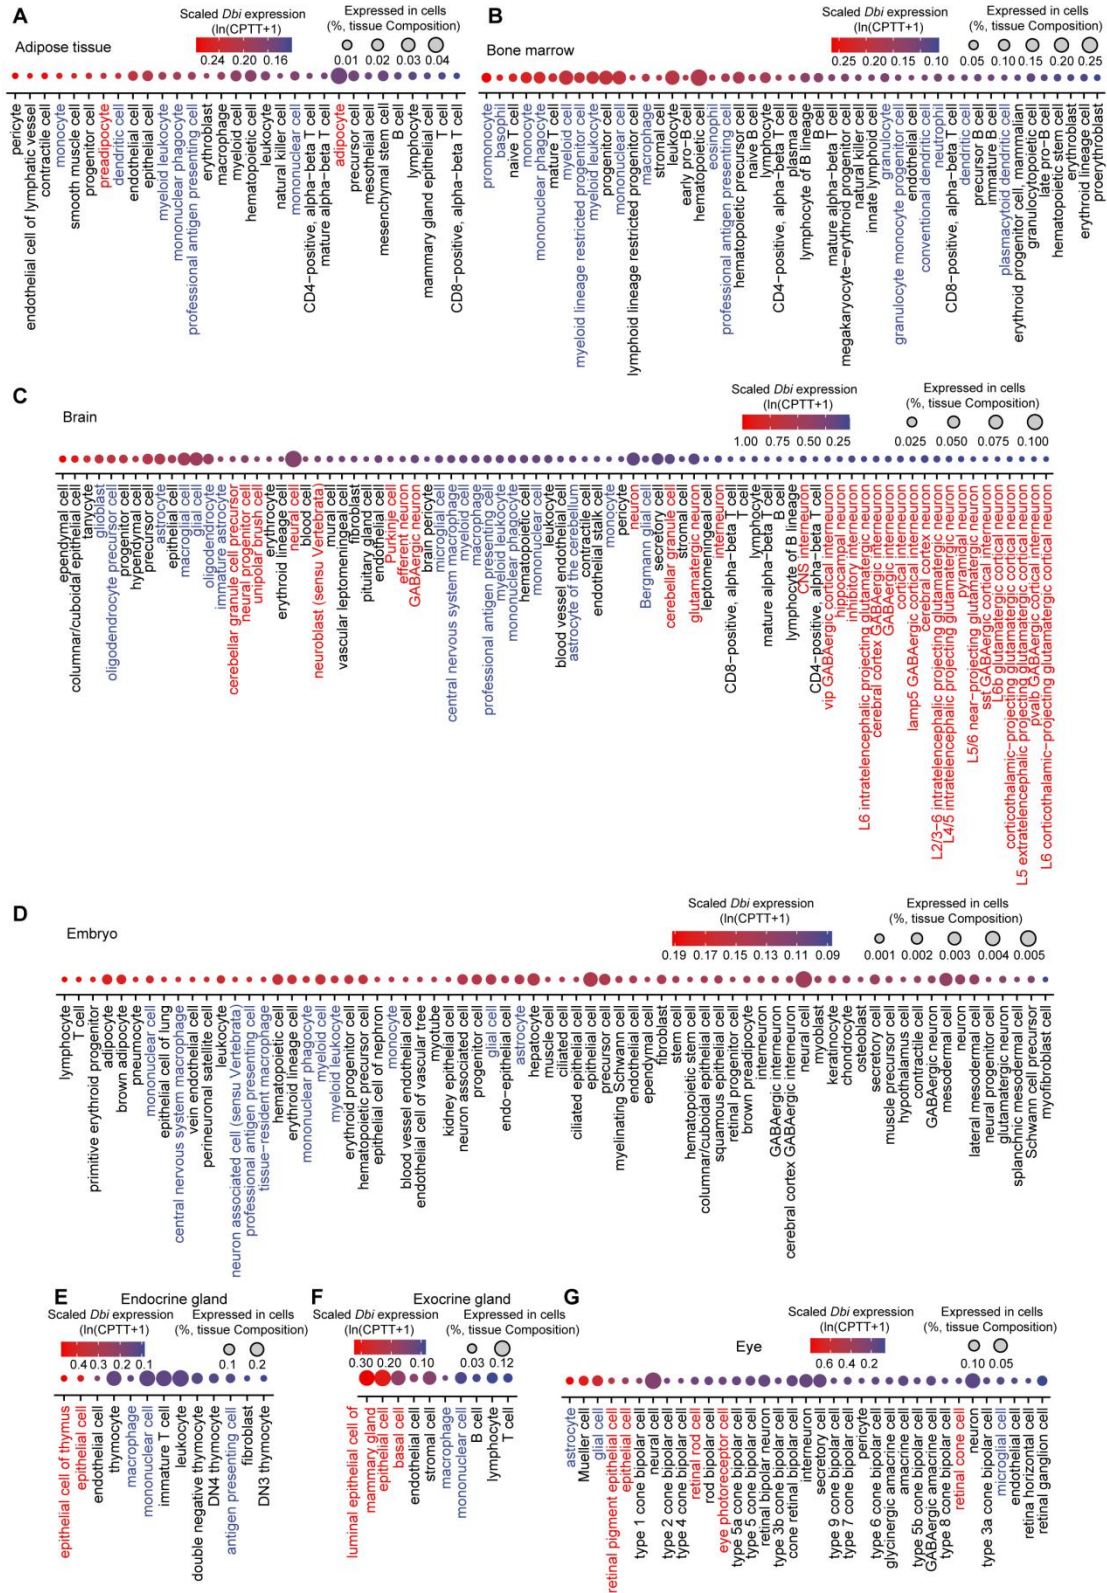 A
Adipose tissue
Scaled Dbi expression
(ln(CPTT+1)
0.24 0.20 0.16
Expressed in cells
(%, tissue Composition)
0.01 0.02 0.03 0.04
pericyte
endothelial cell of lymphatic vessel
contractile cell
monocyte
smooth muscle cell
progenitor cell
preadipocyte
dendritic cell
endothelial cell
epithelial cell
myeloid leukocyte
mononuclear phagocyte
professional antigen presenting cell
erythroblast
macrophage
myeloid cell
hematopoietic cell
leukocyte
natural killer cell
mononuclear cell
CD4−positive, alpha−beta T cell
mature alpha−beta T cell
adipocyte
precursor cell
mesothelial cell
mesenchymal stem cell
B cell
lymphocyte
mammary gland epithelial cell
T cell
CD8−positive, alpha−beta T cell
B
Bone marrow
Scaled Dbi expression
(ln(CPTT+1)
0.25 0.20 0.15 0.10
Expressed in cells
(%, tissue Composition)
0.05 0.10 0.15 0.20 0.25
promonocyte
basophil
naive T cell
monocyte
mononuclear phagocyte
mature T cell
myeloid cell
myeloid lineage restricted progenitor cell
myeloid leukocyte
progenitor cell
mononuclear cell
lymphoid lineage restricted progenitor cell
macrophage
stromal cell
leukocyte
early pro−B cell
hematopoietic cell
eosinophil
professional antigen presenting cell
hematopoietic precursor cell
naive B cell
lymphocyte
CD4−positive, alpha−beta T cell
plasma cell
lymphocyte of B lineage
B cell
mature alpha−beta T cell
megakaryocyte−erythroid progenitor cell
natural killer cell
innate lymphoid cell
granulocyte
granulocyte monocyte progenitor cell
endothelial cell
conventional dendritic cell
neutrophil
CD8−positive, alpha−beta T cell
dendritic cell
precursor B cell
immature B cell
plasmacytoid dendritic cell
erythroid progenitor cell, mammalian
granulocytopoietic cell
late pro−B cell
hematopoietic stem cell
erythroblast
erythroid lineage cell
proerythroblast
C
Brain
Scaled Dbi expression
(ln(CPTT+1)
1.00 0.75 0.50 0.25
Expressed in cells
(%, tissue Composition)
0.025 0.050 0.075 0.100
ependymal cell
columnar/cuboidal epithelial cell
tanycyte
glioblast
oligodendrocyte precursor cell
progenitor cell
hypendymal cell
precursor cell
astrocyte
epithelial cell
macroglial cell
glial cell
oligodendrocyte
immature astrocyte
cerebellar granule cell precursor
neural progenitor cell
unipolar brush cell
erythrocyte
erythroid lineage cell
neural cell
blood cell
neuroblast (sensu Vertebrata)
mural cell
vascular leptomeningeal cell
fibroblast
pituitary gland cell
endothelial cell
Purkinje cell
efferent neuron
GABAergic neuron
brain pericyte
microglial cell
central nervous system macrophage
myeloid cell
macrophage
professional antigen presenting cell
myeloid leukocyte
mononuclear phagocyte
hematopoietic cell
mononuclear cell
leukocyte
blood vessel endothelial cell
astrocyte of the cerebellum
contractile cell
endothelial stalk cell
monocyte
pericyte
neuron
Bergmann glial cell
secretory cell
cerebellar granule cell
stromal cell
glutamatergic neuron
leptomeningeal cell
interneuron
CD8−positive, alpha−beta T cell
T cell
lymphocyte
mature alpha−beta T cell
B cell
lymphocyte of B lineage
CNS interneuron
CD4−positive, alpha−beta T cell
vip GABAergic cortical interneuron
hippocampal neuron
inhibitory interneuron
L6 intratelencephalic projecting glutamatergic neuron
cerebral cortex GABAergic interneuron
GABAergic interneuron
cortical interneuron
lamp5 GABAergic cortical interneuron
cerebral cortex neuron
L2/3−6 intratelencephalic projecting glutamatergic neuron
L4/5 intratelencephalic projecting glutamatergic neuron
pyramidal neuron
L5/6 near−projecting glutamatergic neuron
sst GABAergic cortical interneuron
L6b glutamatergic cortical neuron
corticothalamic−projecting glutamatergic cortical neuron
L5 extratelencephalic projecting glutamatergic cortical neuron
pvalb GABAergic cortical interneuron
L6 corticothalamic−projecting glutamatergic cortical neuron
D
Embryo
Scaled Dbi expression
(ln(CPTT+1)
0.19 0.17 0.15 0.13 0.11 0.09
Expressed in cells
(%, tissue Composition)
0.001 0.002 0.003 0.004 0.005
lymphocyte
T cell
primitive erythroid progenitor
adipocyte
brown adipocyte
pneumocyte
mononuclear cell
epithelial cell of lung
central nervous system macrophage
vein endothelial cell
perineuronal satellite cell
leukocyte
neuron associated cell (sensu Vertebrata)
professional antigen presenting cell
tissue−resident macrophage
hematopoietic cell
erythroid lineage cell
mononuclear phagocyte
myeloid cell
myeloid leukocyte
erythroid progenitor cell
hematopoietic precursor cell
epithelial cell of nephron
monocyte
blood vessel endothelial cell
endothelial cell of vascular tree
myotube
kidney epithelial cell
neuron associated cell
progenitor cell
glial cell
endo−epithelial cell
astrocyte
hepatocyte
muscle cell
ciliated cell
ciliated epithelial cell
epithelial cell
precursor cell
myelinating Schwann cell
endothelial cell
ependymal cell
fibroblast
stem cell
hematopoietic stem cell
columnar/cuboidal epithelial cell
squamous epithelial cell
retinal progenitor cell
brown preadipocyte
interneuron
GABAergic interneuron
cerebral cortex GABAergic interneuron
neural cell
myoblast
keratinocyte
chondrocyte
osteoblast
secretory cell
muscle precursor cell
hypothalamus cell
contractile cell
GABAergic neuron
mesodermal cell
neuron
lateral mesodermal cell
neural progenitor cell
glutamatergic neuron
splanchnic mesodermal cell
Schwann cell precursor
myofibroblast cell
E
Endocrine gland
Scaled Dbi expression
(ln(CPTT+1)
0.4 0.3 0.2 0.1
Expressed in cells
(%, tissue Composition)
0.1 0.2
epithelial cell of thymus
epithelial cell
endothelial cell
thymocyte
macrophage
mononuclear cell
immature T cell
leukocyte
double negative thymocyte
DN4 thymocyte
antigen presenting cell
fibroblast
DN3 thymocyte
F
Exocrine gland
Scaled Dbi expression
(ln(CPTT+1)
0.30 0.20 0.10
Expressed in cells
(%, tissue Composition)
0.03 0.12
luminal epithelial cell of
mammary gland
epithelial cell
basal cell
endothelial cell
stromal cell
macrophage
mononuclear cell
B cell
lymphocyte
T cell
G
Eye
Scaled Dbi expression
(ln(CPTT+1)
0.6 0.4 0.2
Expressed in cells
(%, tissue Composition)
0.10 0.05
astrocyte
Mueller cell
glial cell
retinal pigment epithelial cell
epithelial cell
type 1 cone bipolar cell
neural cell
type 2 cone bipolar cell
type 4 cone bipolar cell
retinal rod cell
rod bipolar cell
eye photoreceptor cell
type 5a cone bipolar cell
type 5 cone bipolar cell
retinal bipolar neuron
type 3b cone bipolar cell
cone retinal bipolar cell
interneuron
secretory cell
type 9 cone bipolar cell
type 7 cone bipolar cell
pericyte
type 6 cone bipolar cell
glycinergic amacrine cell
amacrine cell
type 5b cone bipolar cell
GABAergic amacrine cell
type 8 cone bipolar cell
retinal cone cell
neuron
type 3a cone bipolar cell
microglial cell
endothelial cell
retina horizontal cell
retinal ganglion cell